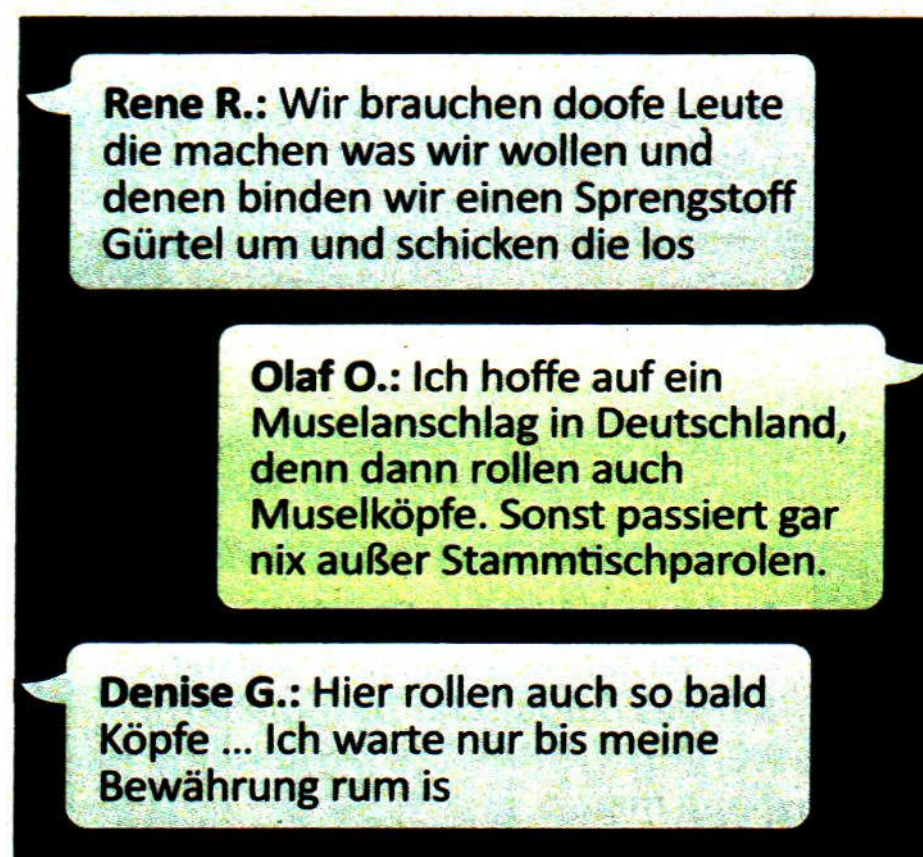 Rene R.: Wir brauchen doofe Leute
die machen was wir wollen und
denen binden wir einen Sprengstoff
Gürtel um und schicken die los
Olaf O.: Ich hoffe auf ein
Muselanschlag in Deutschland,
denn dann rollen auch
Muselköpfe. Sonst passiert gar
nix außer Stammtischparolen.
Denise G.: Hier rollen auch so bald
Köpfe ... Ich warte nur bis meine
Bewährung rum is